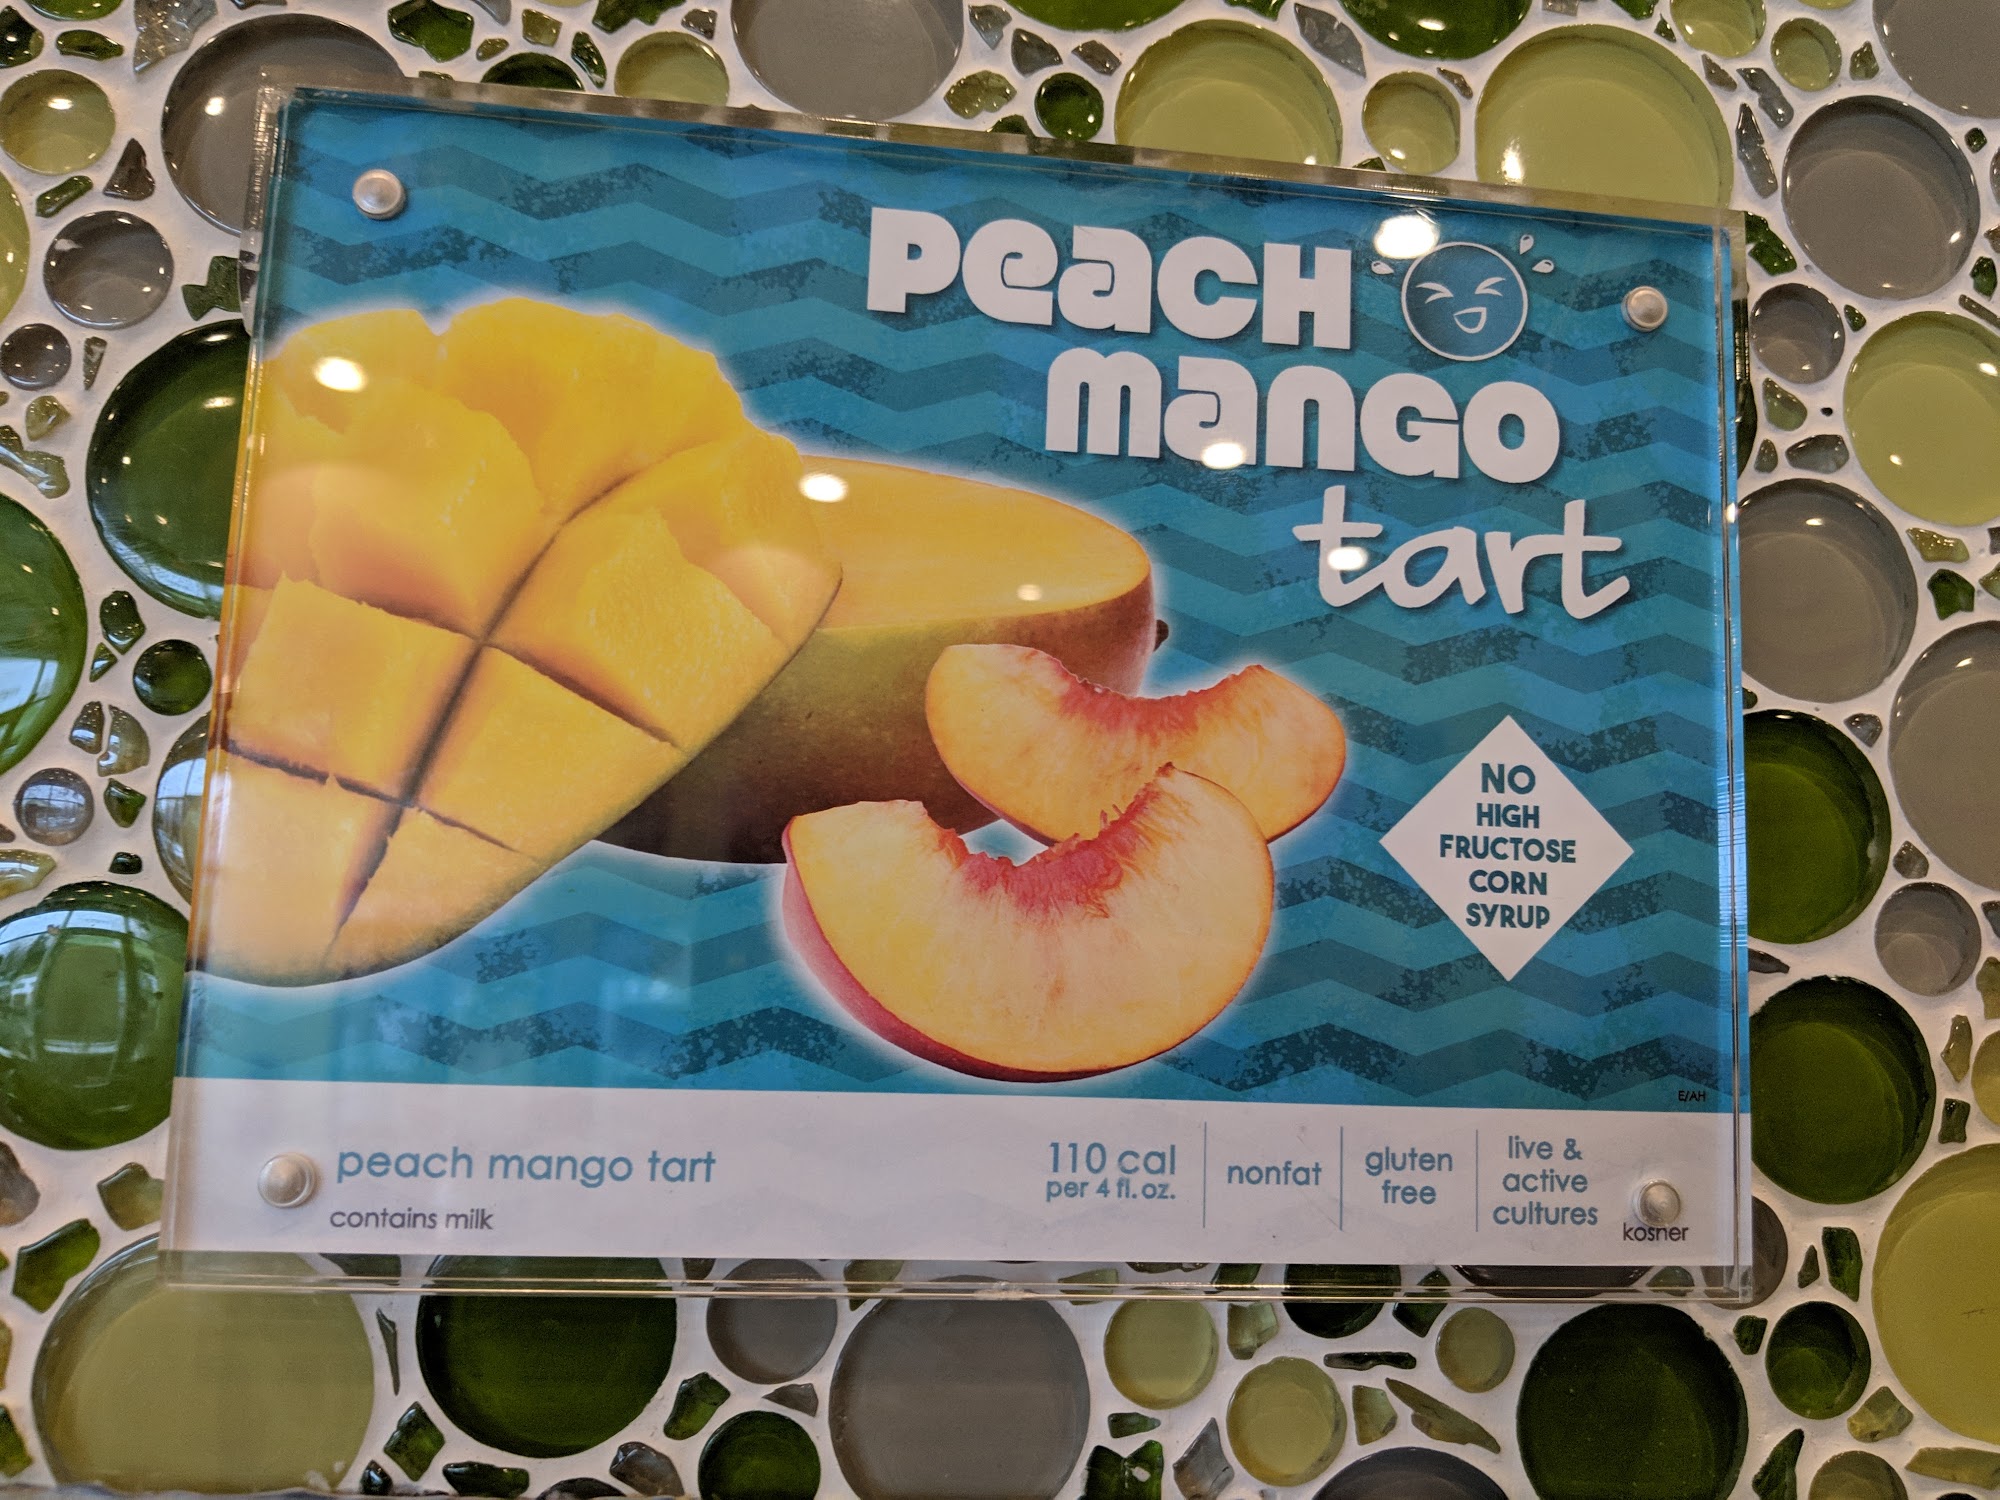 PEACH
MANGO
tart
NO
HIGH
FRUCTOSE
CORN
SYRUP
E/AH
peach mango tart
contains milk
110 cal
per 4 fl. oz.
nonfat
gluten
free
live &
active
cultures
kosner